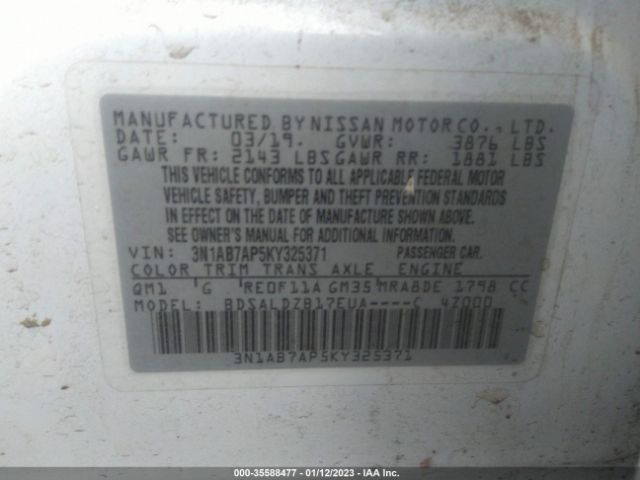 MANUFACTURED BY NISSAN MOTOR CO., LTD.
DATE: 03/19. GVWR: 3876 LBS
GAWR FR: 2143 LBS GAWR RR: 1881 LBS
THIS VEHICLE CONFORMS TO ALL APPLICABLE FEDERAL MOTOR
VEHICLE SAFETY, BUMPER AND THEFT PREVENTION STANDARDS
IN EFFECT ON THE DATE OF MANUFACTURE SHOWN ABOVE.
SEE OWNER'S MANUAL FOR ADDITIONAL INFORMATION.
VIN: 3N1AB7AP5KY325371 PASSENGER CAR.
COLOR TRIM TRANS AXLE ENGINE
QM1 G RE0F11A GM35 MRA8DE 1798 CC
MODEL: BDSALDZB17EUA----C 4Z000
3N1AB7AP5KY325371
000-35588477 - 01/12/2023 - IAA Inc.